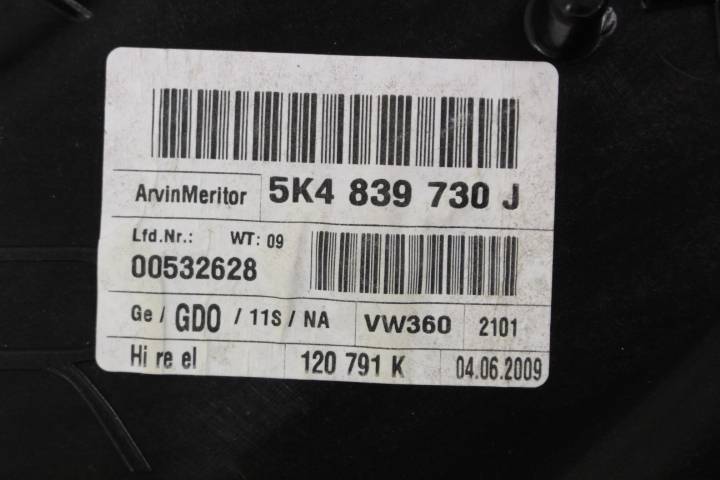 ArvinMeritor 5K4 839 730 J
Lfd.Nr.: WT: 09
00532628
Ge / GDO / 11S / NA VW360 2101
Hi re el 120 791 K 04.06.2009